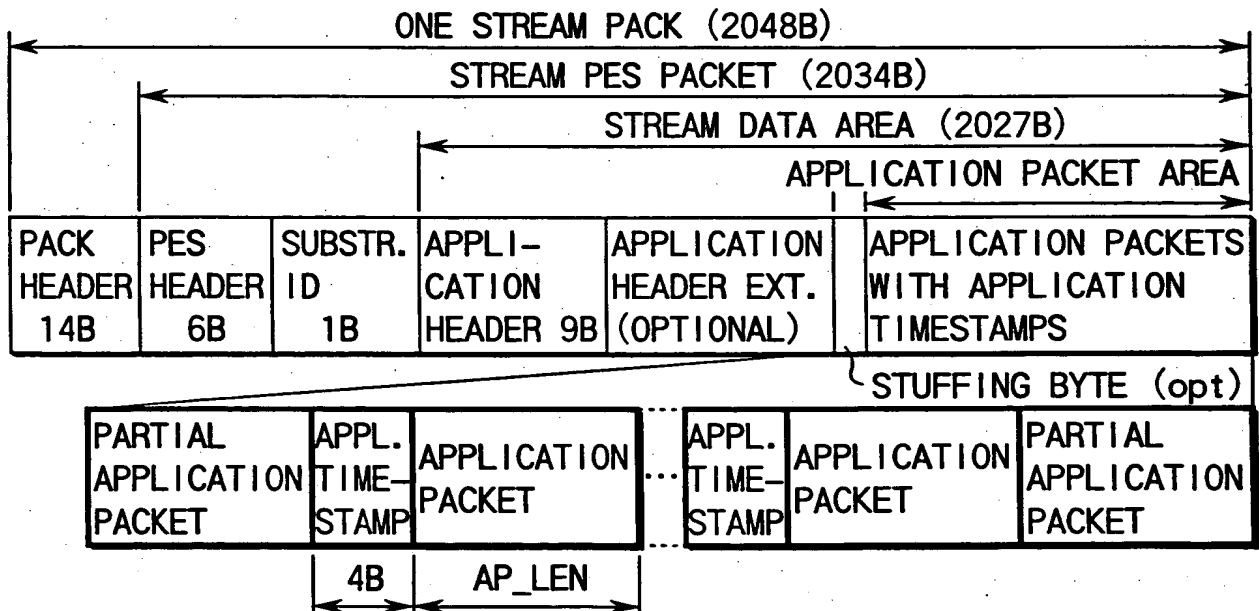 ONE STREAM PACK (2048B)
STREAM PES PACKET (2034B)
STREAM DATA AREA (2027B)
APPLICATION PACKET AREA
PACK HEADER 14B
PES HEADER 6B
SUBSTR. ID 1B
APPLI- CATION HEADER 9B
APPLICATION HEADER EXT. (OPTIONAL)
APPLICATION PACKETS WITH APPLICATION TIMESTAMPS
STUFFING BYTE (opt)
PARTIAL APPLICATION PACKET
APPL. TIME- STAMP
APPLICATION PACKET
APPL. TIME- STAMP
APPLICATION PACKET
PARTIAL APPLICATION PACKET
4B
AP_LEN